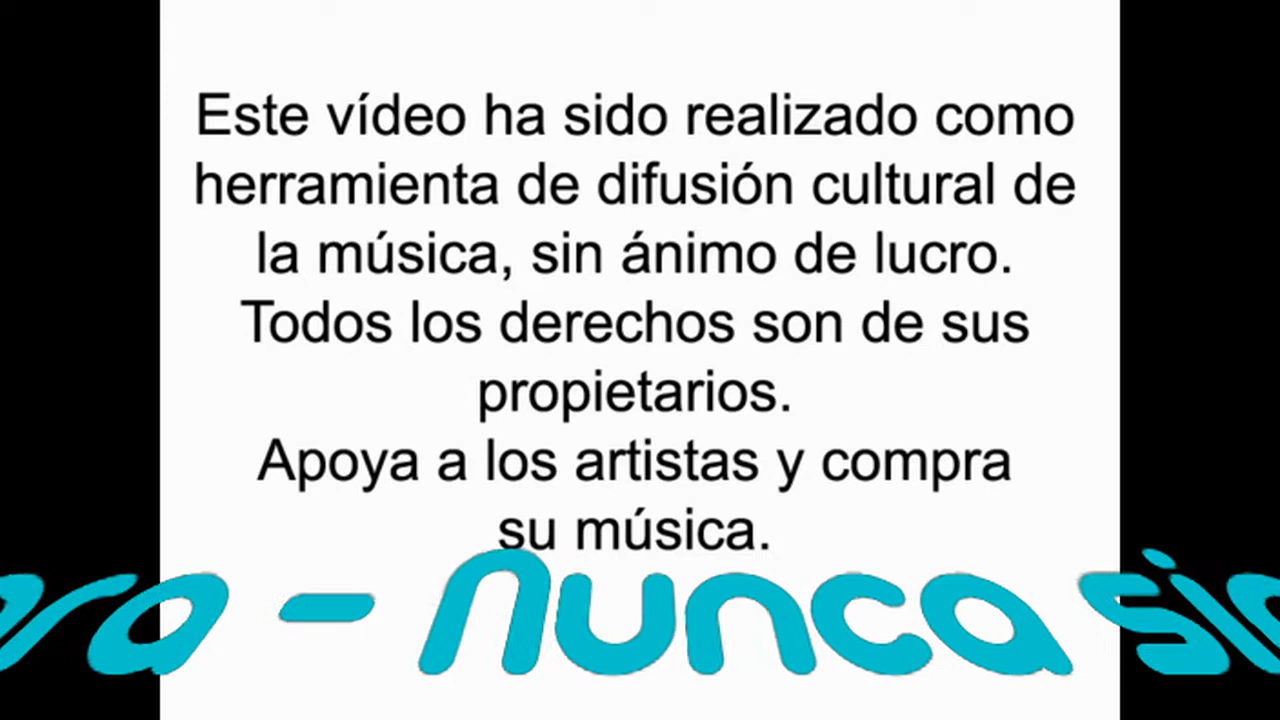 Este vídeo ha sido realizado como
herramienta de difusión cultural de
la música, sin ánimo de lucro.
Todos los derechos son de sus
propietarios.
Apoya a los artistas y compra
su música.
- Nunca